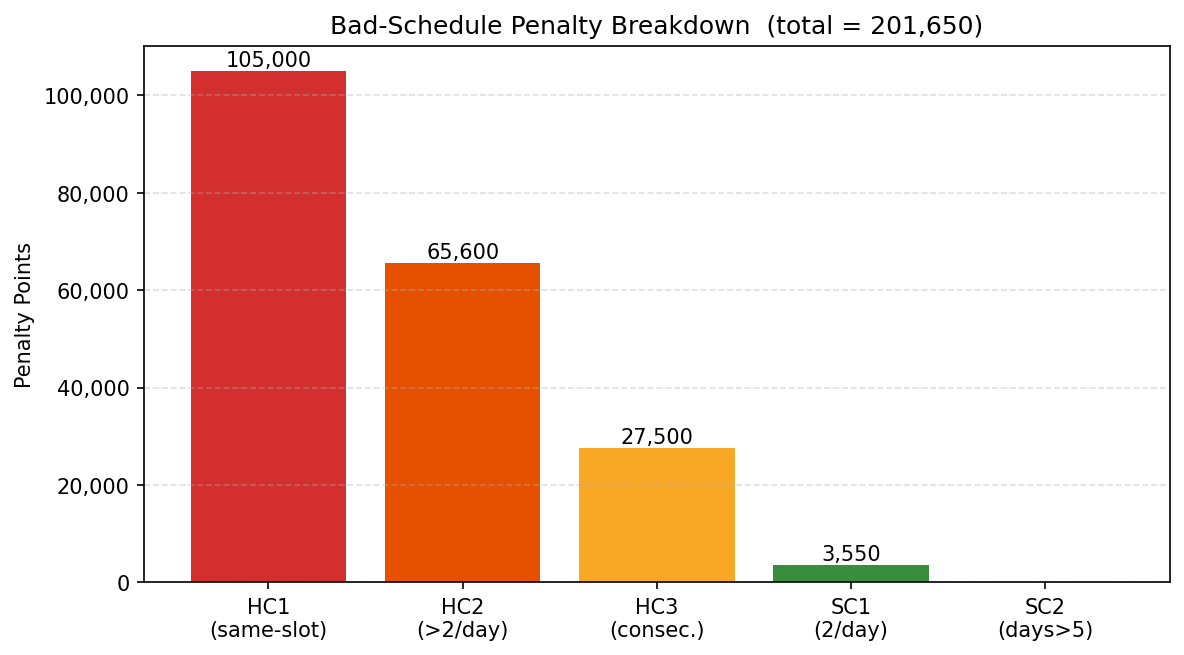 Bad-Schedule Penalty Breakdown  (total = 201,650)
Penalty Points
100,000
80,000
60,000
40,000
20,000
0
105,000
65,600
27,500
3,550
HC1
(same-slot)
HC2
(>2/day)
HC3
(consec.)
SC1
(2/day)
SC2
(days>5)